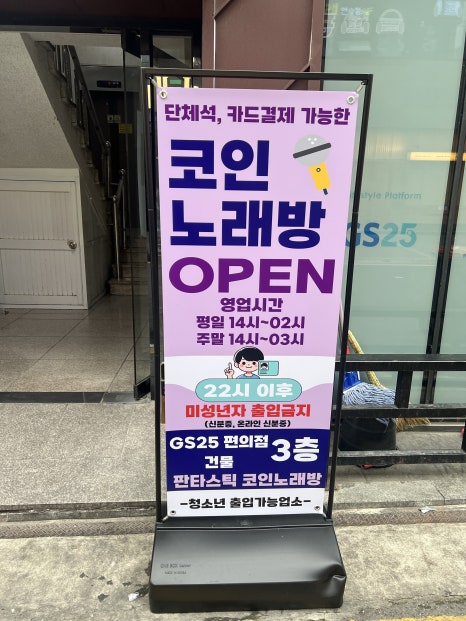 단체석, 카드결제 가능한
코인
노래방
OPEN
영업시간
평일 14시~02시
주말 14시~03시
22시 이후
미성년자 출입금지
(신분증, 온라인 신분증)
GS25 편의점
건물
3층
판타스틱 코인노래방
-청소년 출입가능업소-
style Platform
GS25